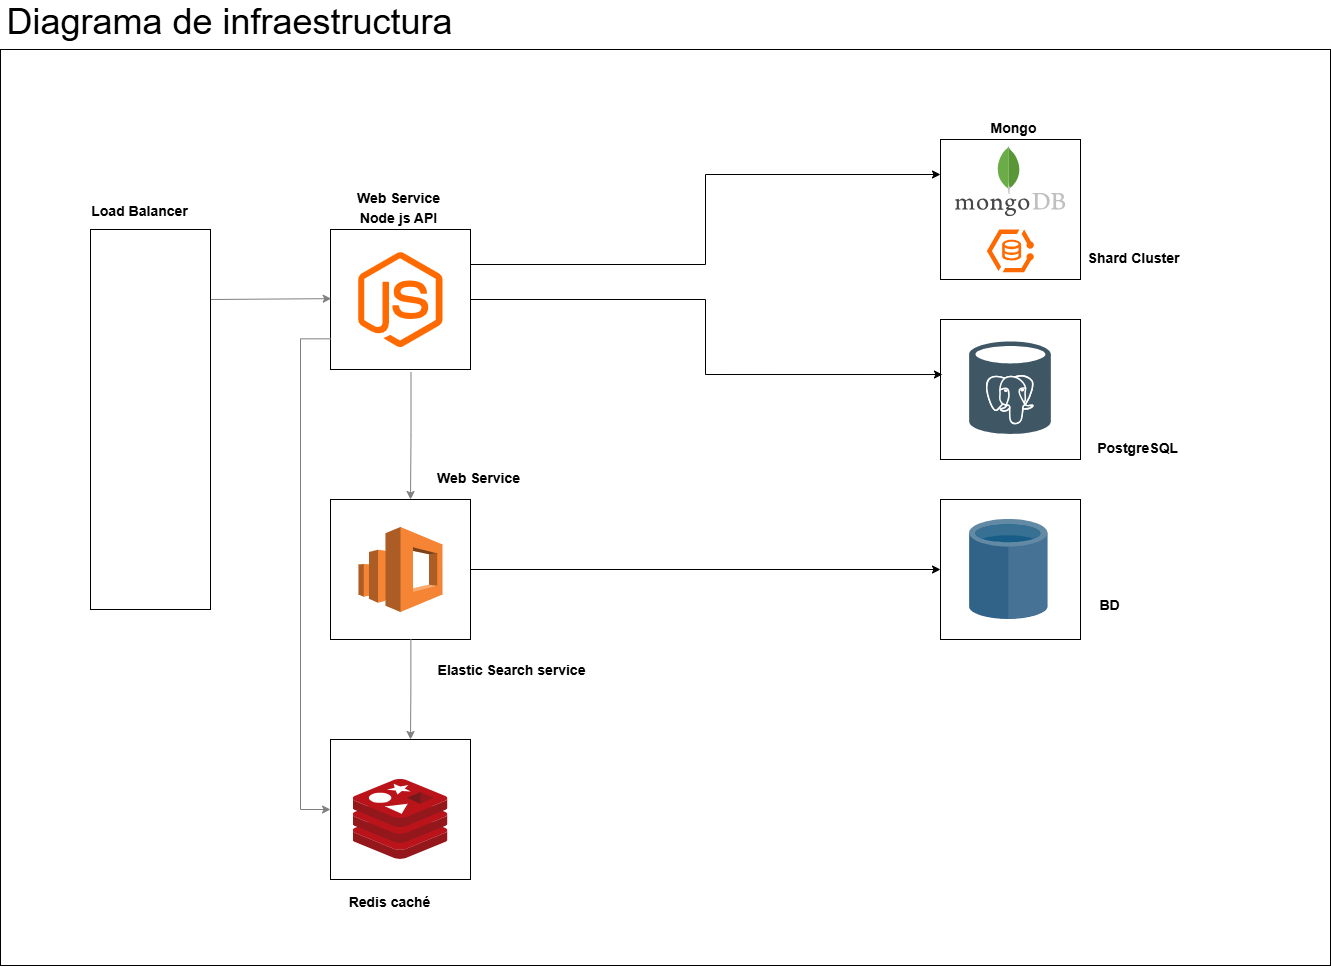 Diagrama de infraestructura
Mongo
mongoDB
Shard Cluster
Load Balancer
Web Service
Node js API
JS
PostgreSQL
Web Service
BD
Elastic Search service
Redis caché